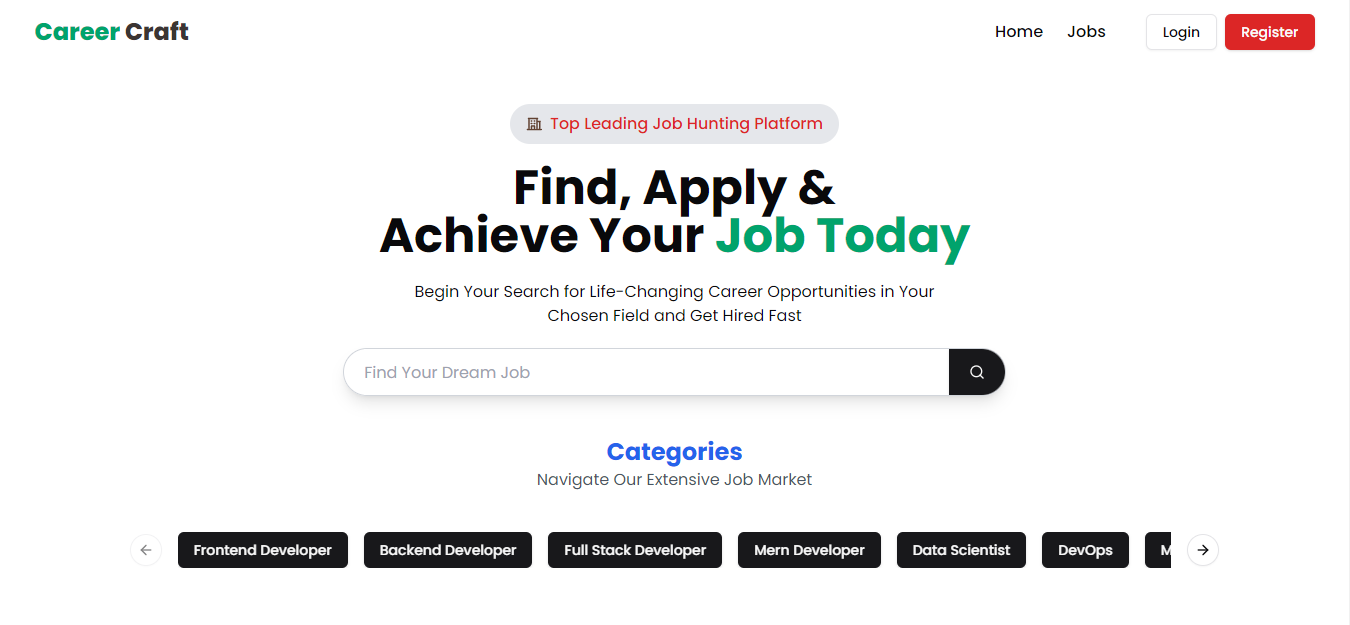 Career Craft
Home
Jobs
Login
Register
Top Leading Job Hunting Platform
Find, Apply &
Achieve Your Job Today
Begin Your Search for Life-Changing Career Opportunities in Your
Chosen Field and Get Hired Fast
Find Your Dream Job
Categories
Navigate Our Extensive Job Market
Frontend Developer
Backend Developer
Full Stack Developer
Mern Developer
Data Scientist
DevOps